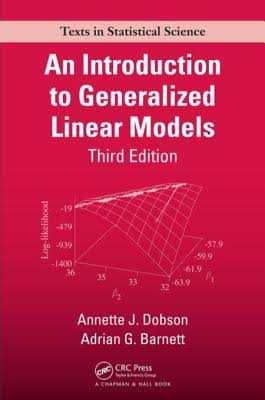 Texts in Statistical Science
An Introduction
to Generalized
Linear Models
Third Edition
Log-likelihood
-19
-479
-939
-1400
36
35
β2
33
32
-63.9
-61.9
β1
-59.9
-57.9
Annette J. Dobson
Adrian G. Barnett
CRC Press
Taylor & Francis Group
A CHAPMAN & HALL BOOK